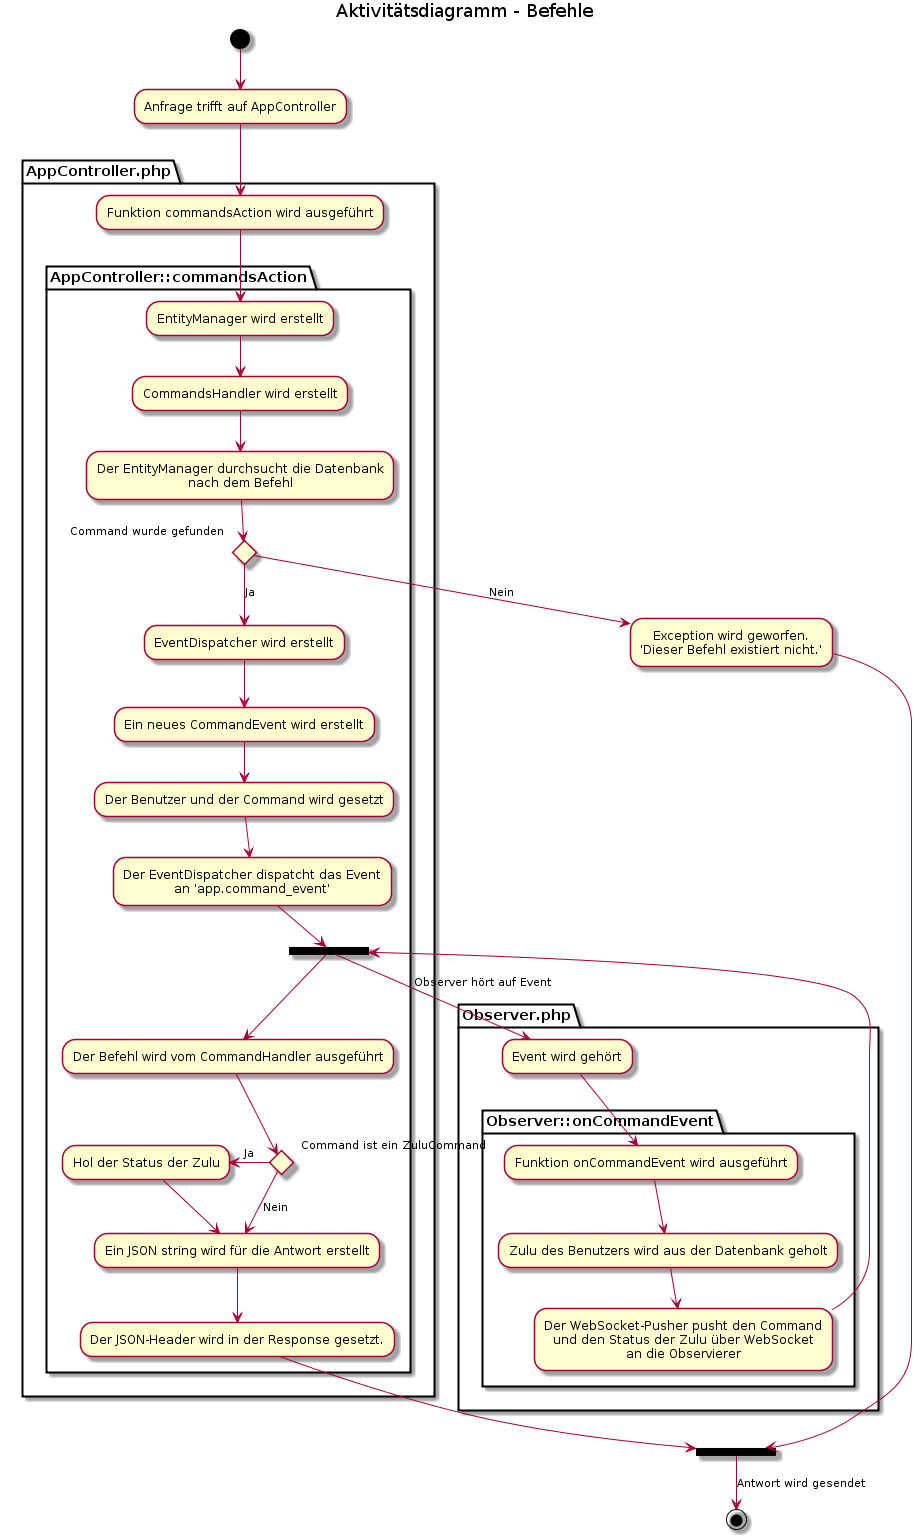 Aktivitätsdiagramm - Befehle
Anfrage trifft auf AppController
AppController.php
Funktion commandsAction wird ausgeführt
AppController::commandsAction
EntityManager wird erstellt
CommandsHandler wird erstellt
Der EntityManager durchsucht die Datenbank
nach dem Befehl
Command wurde gefunden
Ja
Nein
EventDispatcher wird erstellt
Exception wird geworfen.
'Dieser Befehl existiert nicht.'
Ein neues CommandEvent wird erstellt
Der Benutzer und der Command wird gesetzt
Der EventDispatcher dispatcht das Event
an 'app.command_event'
Observer hört auf Event
Observer.php
Der Befehl wird vom CommandHandler ausgeführt
Event wird gehört
Observer::onCommandEvent
Command ist ein ZuluCommand
Ja
Hol der Status der Zulu
Funktion onCommandEvent wird ausgeführt
Nein
Ein JSON string wird für die Antwort erstellt
Zulu des Benutzers wird aus der Datenbank geholt
Der JSON-Header wird in der Response gesetzt.
Der WebSocket-Pusher pusht den Command
und den Status der Zulu über WebSocket
an die Observierer
Antwort wird gesendet